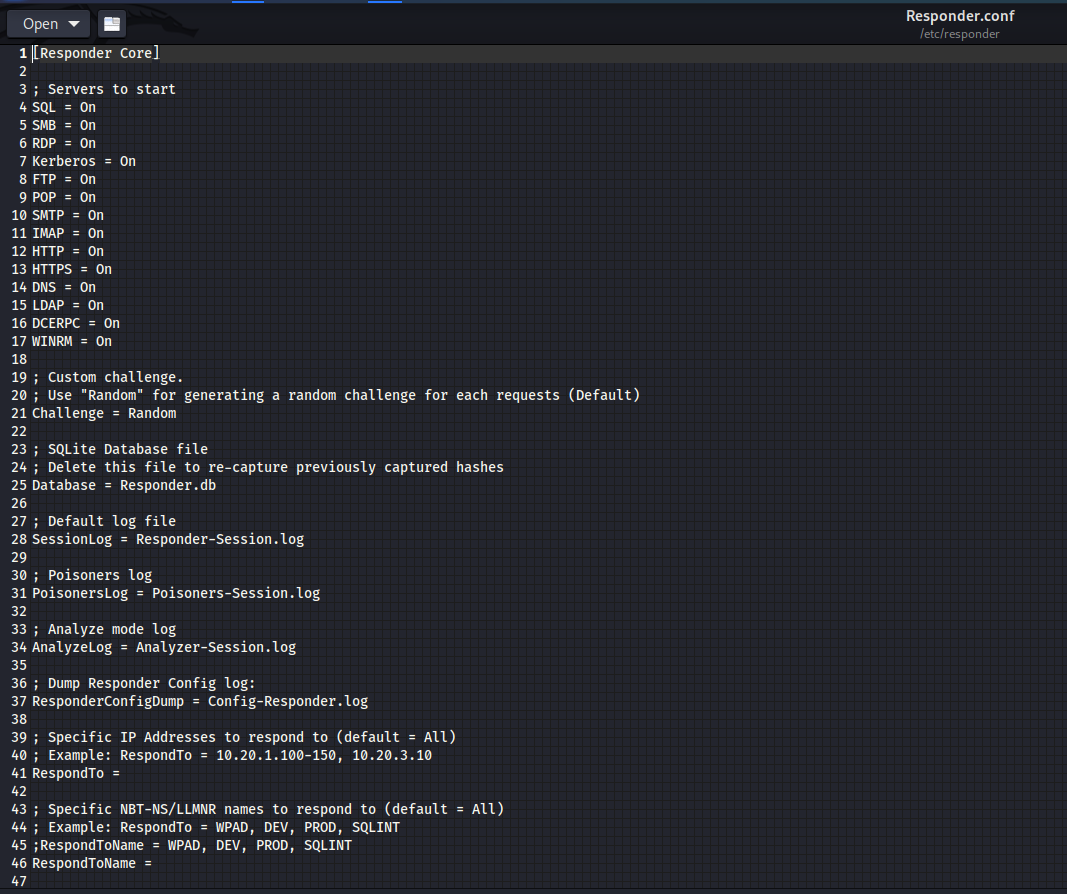 Open
Responder.conf
/etc/responder
1 [Responder Core]
2
3 ; Servers to start
4 SQL = On
5 SMB = On
6 RDP = On
7 Kerberos = On
8 FTP = On
9 POP = On
10 SMTP = On
11 IMAP = On
12 HTTP = On
13 HTTPS = On
14 DNS = On
15 LDAP = On
16 DCERPC = On
17 WINRM = On
18
19 ; Custom challenge.
20 ; Use "Random" for generating a random challenge for each requests (Default)
21 Challenge = Random
22
23 ; SQLite Database file
24 ; Delete this file to re-capture previously captured hashes
25 Database = Responder.db
26
27 ; Default log file
28 SessionLog = Responder-Session.log
29
30 ; Poisoners log
31 PoisonersLog = Poisoners-Session.log
32
33 ; Analyze mode log
34 AnalyzeLog = Analyzer-Session.log
35
36 ; Dump Responder Config log:
37 ResponderConfigDump = Config-Responder.log
38
39 ; Specific IP Addresses to respond to (default = All)
40 ; Example: RespondTo = 10.20.1.100-150, 10.20.3.10
41 RespondTo =
42
43 ; Specific NBT-NS/LLMNR names to respond to (default = All)
44 ; Example: RespondTo = WPAD, DEV, PROD, SQLINT
45 ;RespondToName = WPAD, DEV, PROD, SQLINT
46 RespondToName =
47